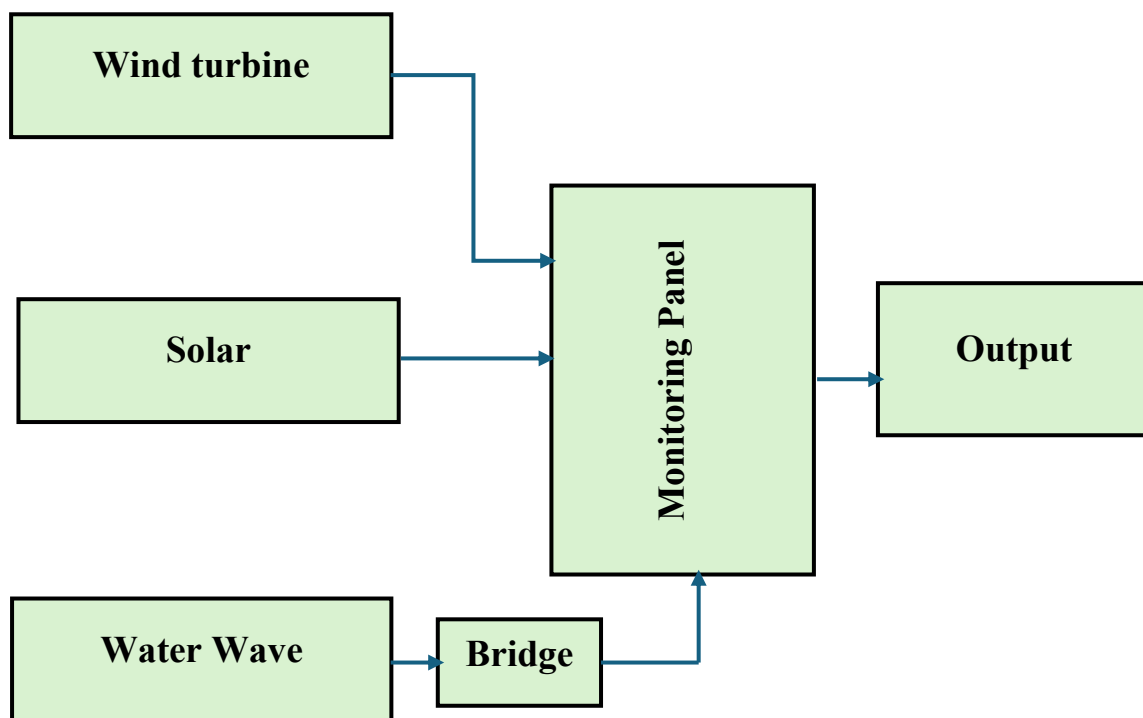 Wind turbine
Solar
Monitoring Panel
Output
Water Wave
Bridge